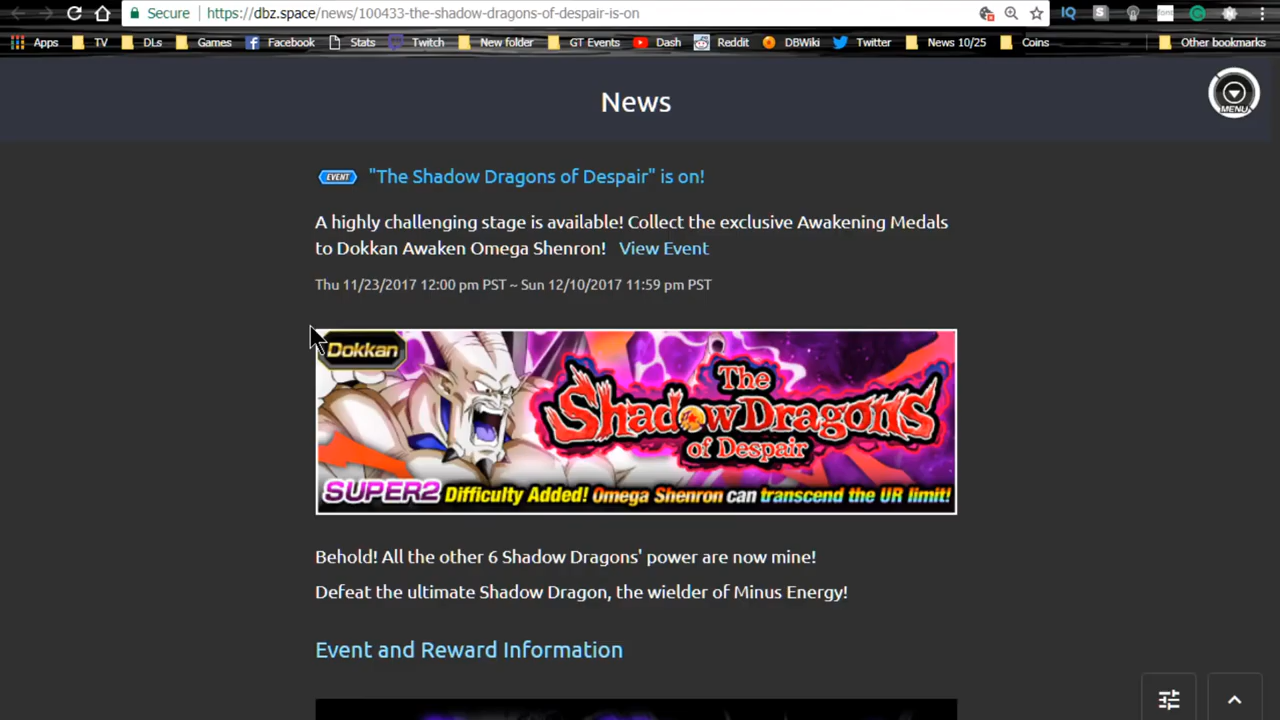 Secure https://dbz.space/news/100433-the-shadow-dragons-of-despair-is-on IQ S
Apps TV DLs Games Facebook Stats Twitch New folder GT Events Dash Reddit DBWiki Twitter News 10/25 Coins Other bookmarks
News
MENU
EVENT "The Shadow Dragons of Despair" is on!
A highly challenging stage is available! Collect the exclusive Awakening Medals
to Dokkan Awaken Omega Shenron! View Event
Thu 11/23/2017 12:00 pm PST ~ Sun 12/10/2017 11:59 pm PST
Dokkan
The
Shadow Dragons
of Despair
SUPER2 Difficulty Added! Omega Shenron can transcend the UR limit!
Behold! All the other 6 Shadow Dragons' power are now mine!
Defeat the ultimate Shadow Dragon, the wielder of Minus Energy!
Event and Reward Information